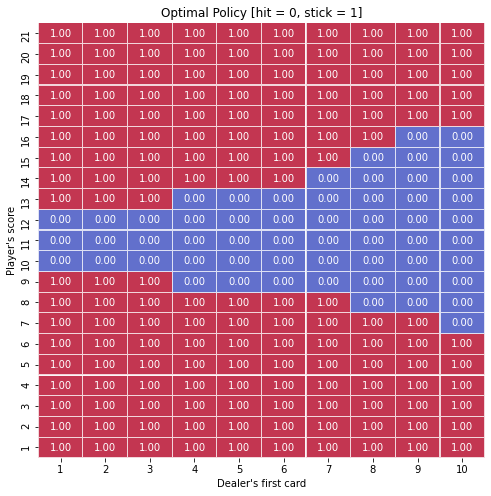 Optimal Policy [hit = 0, stick = 1]
Player's score
21 1.00 1.00 1.00 1.00 1.00 1.00 1.00 1.00 1.00 1.00
20 1.00 1.00 1.00 1.00 1.00 1.00 1.00 1.00 1.00 1.00
19 1.00 1.00 1.00 1.00 1.00 1.00 1.00 1.00 1.00 1.00
18 1.00 1.00 1.00 1.00 1.00 1.00 1.00 1.00 1.00 1.00
17 1.00 1.00 1.00 1.00 1.00 1.00 1.00 1.00 1.00 1.00
16 1.00 1.00 1.00 1.00 1.00 1.00 1.00 1.00 0.00 0.00
15 1.00 1.00 1.00 1.00 1.00 1.00 1.00 0.00 0.00 0.00
14 1.00 1.00 1.00 1.00 1.00 1.00 0.00 0.00 0.00 0.00
13 1.00 1.00 1.00 0.00 0.00 0.00 0.00 0.00 0.00 0.00
12 0.00 0.00 0.00 0.00 0.00 0.00 0.00 0.00 0.00 0.00
11 0.00 0.00 0.00 0.00 0.00 0.00 0.00 0.00 0.00 0.00
10 0.00 0.00 0.00 0.00 0.00 0.00 0.00 0.00 0.00 0.00
9 1.00 1.00 1.00 0.00 0.00 0.00 0.00 0.00 0.00 0.00
8 1.00 1.00 1.00 1.00 1.00 1.00 1.00 0.00 0.00 0.00
7 1.00 1.00 1.00 1.00 1.00 1.00 1.00 1.00 1.00 0.00
6 1.00 1.00 1.00 1.00 1.00 1.00 1.00 1.00 1.00 1.00
5 1.00 1.00 1.00 1.00 1.00 1.00 1.00 1.00 1.00 1.00
4 1.00 1.00 1.00 1.00 1.00 1.00 1.00 1.00 1.00 1.00
3 1.00 1.00 1.00 1.00 1.00 1.00 1.00 1.00 1.00 1.00
2 1.00 1.00 1.00 1.00 1.00 1.00 1.00 1.00 1.00 1.00
1 1.00 1.00 1.00 1.00 1.00 1.00 1.00 1.00 1.00 1.00
1 2 3 4 5 6 7 8 9 10
Dealer's first card